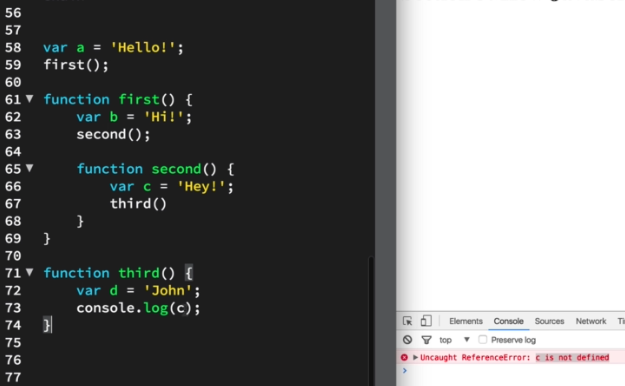 56
57
58 var a = 'Hello!';
59 first();
60
61 ▼ function first() {
62 var b = 'Hi!';
63 second();
64
65 ▼ function second() {
66 var c = 'Hey!';
67 third()
68 }
69 }
70
71 ▼ function third() {
72 var d = 'John';
73 console.log(c);
74 }
75
76
77
Elements Console Sources Network
top ▼ Preserve log
Uncaught ReferenceError: c is not defined
>